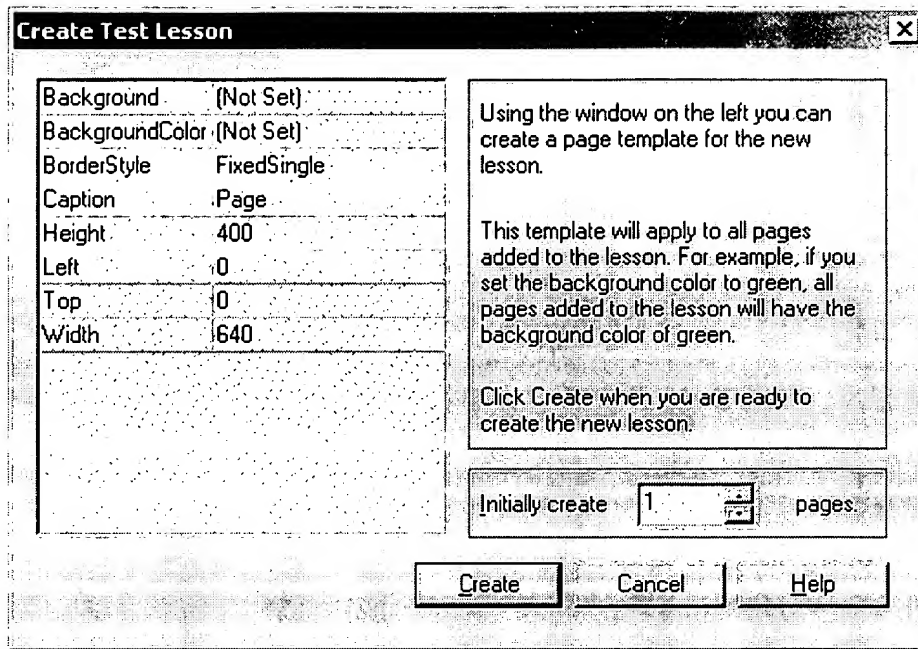 Create Test Lesson
Background (Not Set)
BackgroundColor (Not Set)
BorderStyle FixedSingle
Caption Page
Height 400
Left 0
Top 0
Width 640
Using the window on the left you can
create a page template for the new
lesson.
This template will apply to all pages
added to the lesson. For example, if you
set the background color to green, all
pages added to the lesson will have the
background color of green.
Click Create when you are ready to
create the new lesson.
Initially create 1 pages.
Create Cancel Help